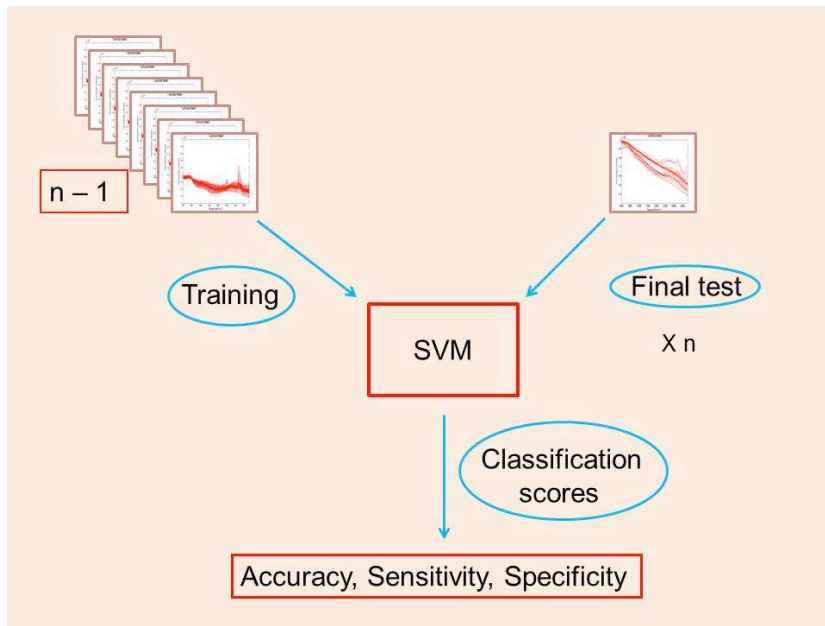 n – 1
Training
Final test
X n
SVM
Classification
scores
Accuracy, Sensitivity, Specificity